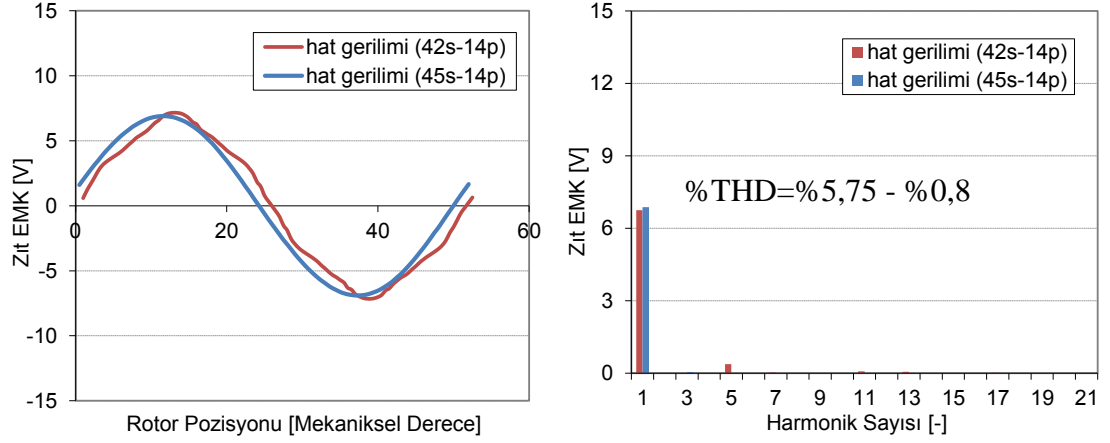 15
10
5
0
-5
-10
-15
0
20
40
60
Zıt EMK [V]
Rotor Pozisyonu [Mekaniksel Derece]
hat gerilimi (42s-14p)
hat gerilimi (45s-14p)
15
12
9
6
3
0
Zıt EMK [V]
hat gerilimi (42s-14p)
hat gerilimi (45s-14p)
%THD=%5,75 - %0,8
1 3 5 7 9 11 13 15 17 19 21
Harmonik Sayısı [-]